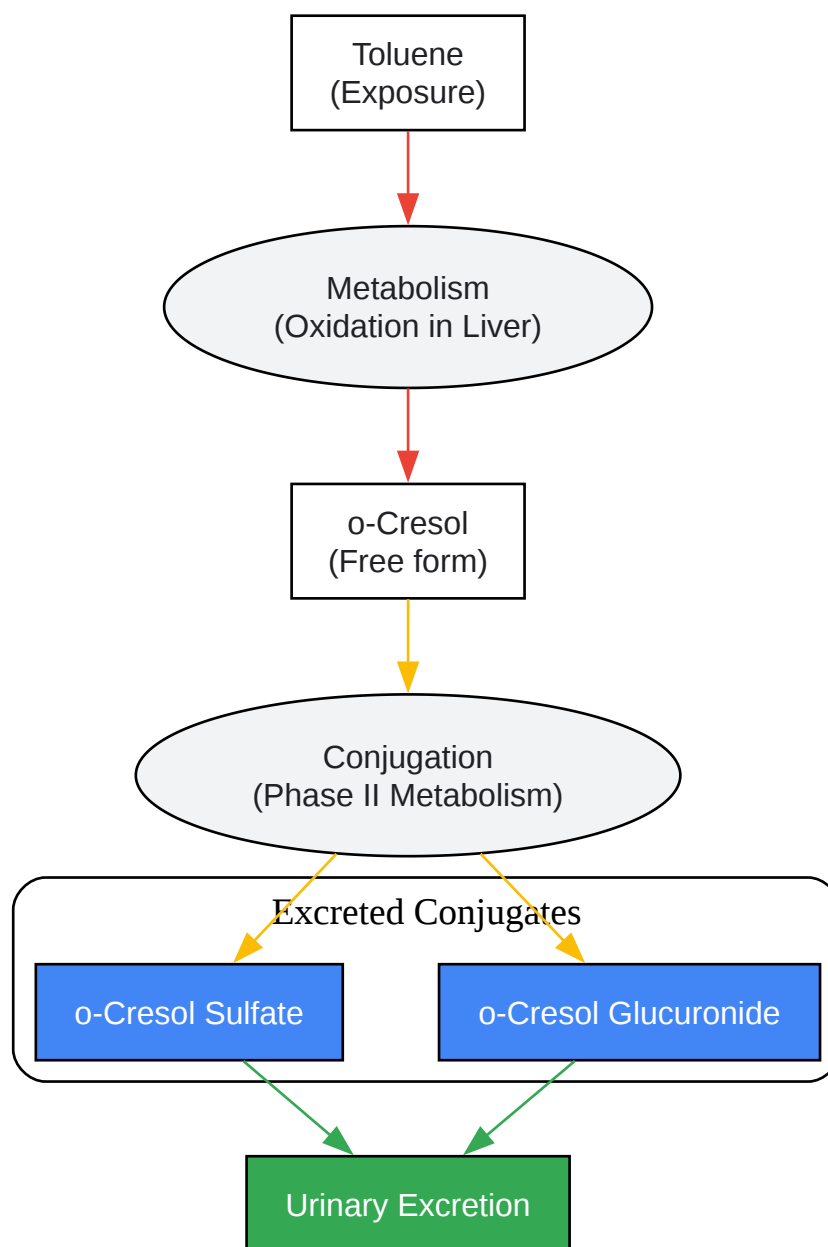 Toluene
(Exposure)
Metabolism
(Oxidation in Liver)
o-Cresol
(Free form)
Conjugation
(Phase II Metabolism)
Excreted Conjugates
o-Cresol Sulfate
o-Cresol Glucuronide
Urinary Excretion